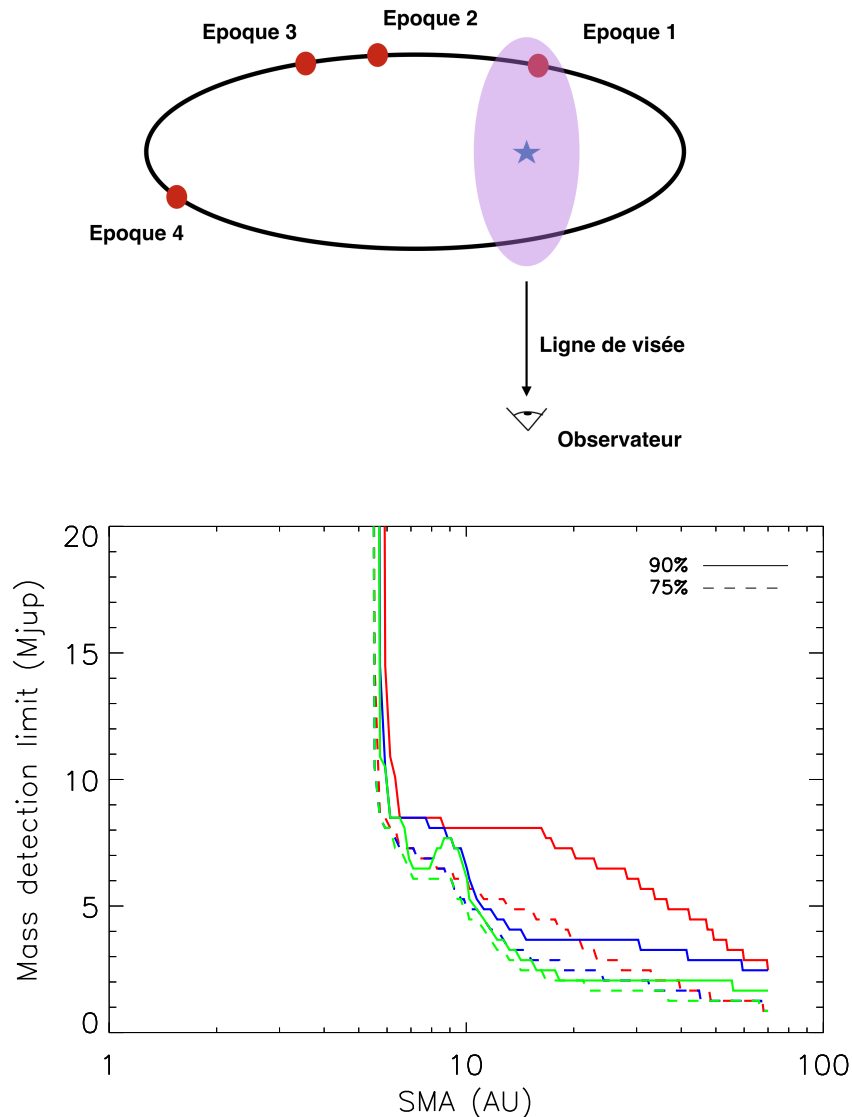 Epoque 2
Epoque 3
Epoque 1
Epoque 4
Ligne de visée
Observateur
20
15
10
5
0
Mass detection limit (Mjup)
90%
75%
1
10
100
SMA (AU)